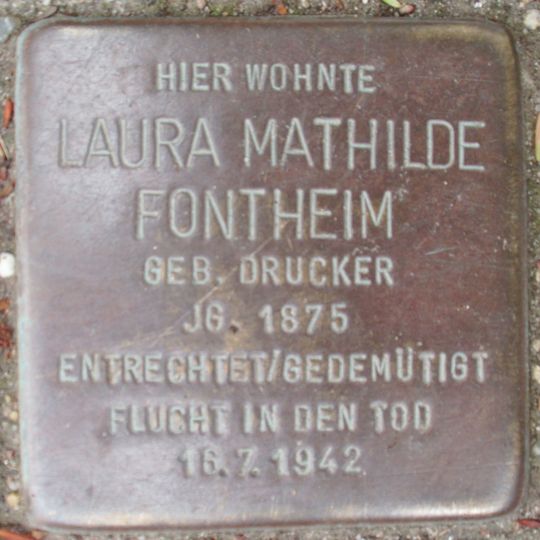 HIER WOHNTE
LAURA MATHILDE
FONTHEIM
GEB. DRUCKER
JG. 1875
ENTRECHTET/GEDEMÜTIGT
FLUCHT IN DEN TOD
16.7.1942